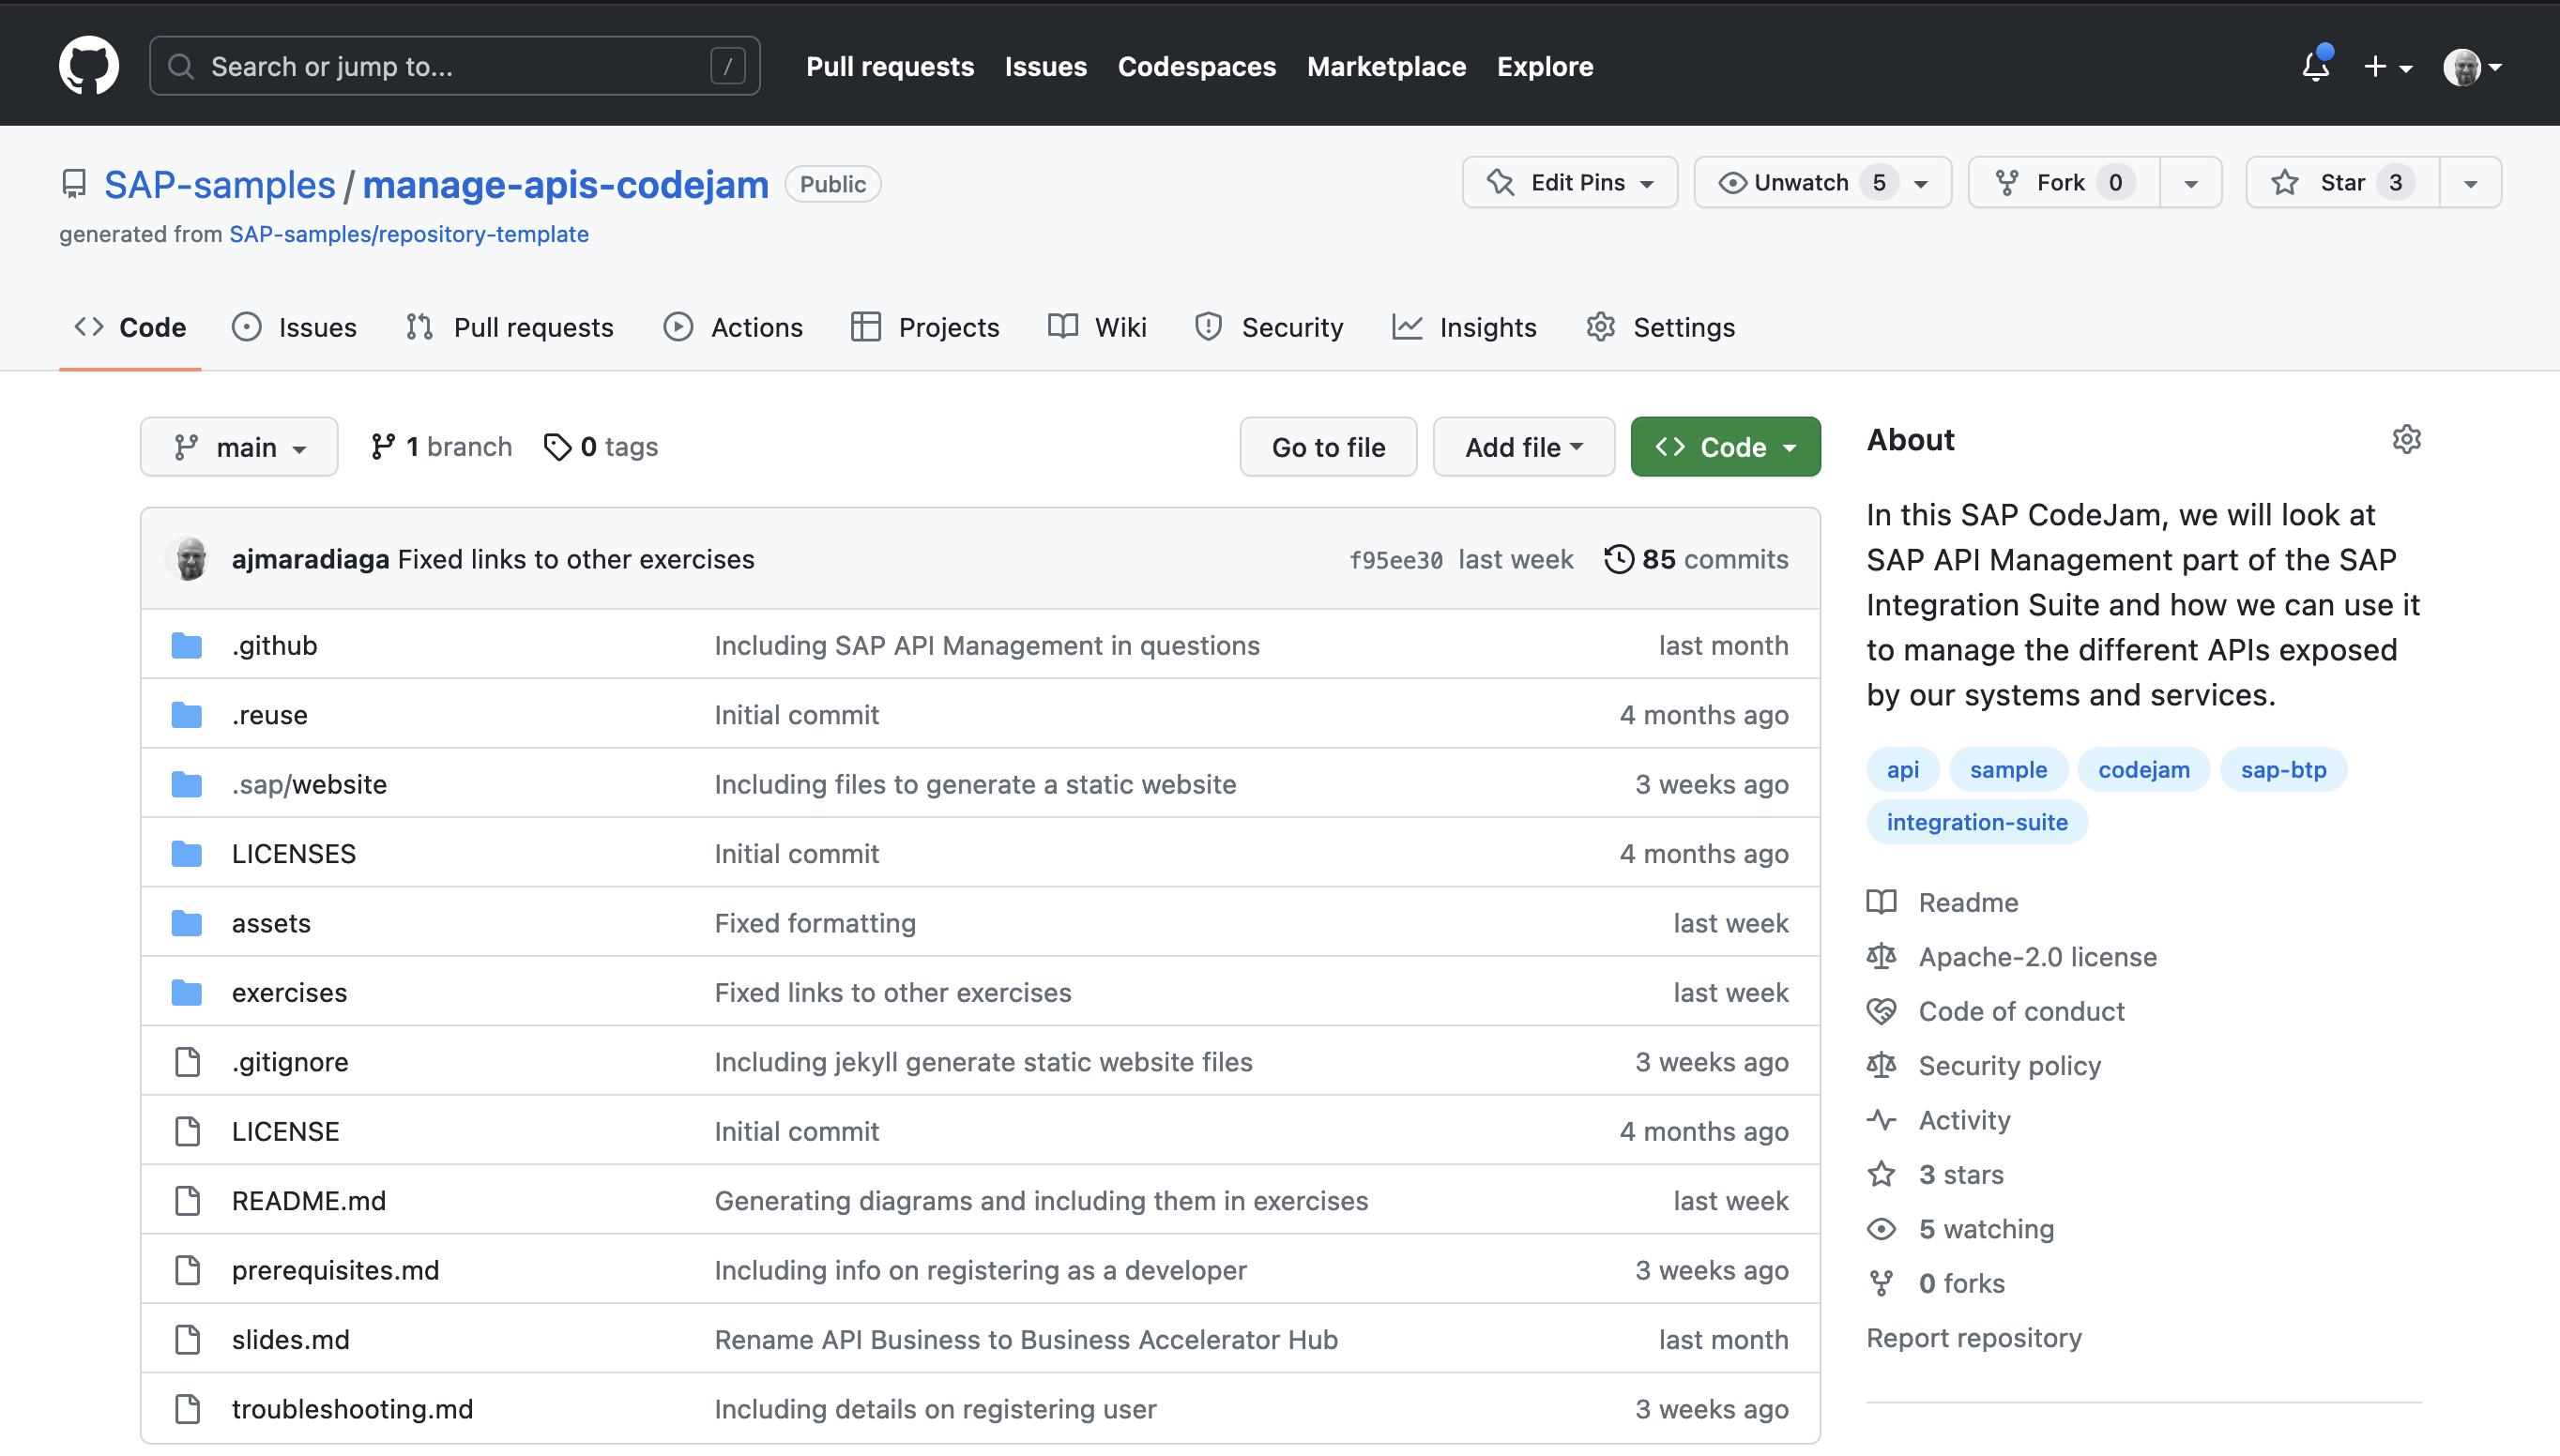 Search or jump to... / Pull requests Issues Codespaces Marketplace Explore
SAP-samples / manage-apis-codejam Public Edit Pins Unwatch 5 Fork 0 Star 3
generated from SAP-samples/repository-template
Code Issues Pull requests Actions Projects Wiki Security Insights Settings
main 1 branch 0 tags Go to file Add file Code
ajmaradiaga Fixed links to other exercises f95ee30 last week 85 commits
.github Including SAP API Management in questions last month
.reuse Initial commit 4 months ago
.sap/website Including files to generate a static website 3 weeks ago
LICENSES Initial commit 4 months ago
assets Fixed formatting last week
exercises Fixed links to other exercises last week
.gitignore Including jekyll generate static website files 3 weeks ago
LICENSE Initial commit 4 months ago
README.md Generating diagrams and including them in exercises last week
prerequisites.md Including info on registering as a developer 3 weeks ago
slides.md Rename API Business to Business Accelerator Hub last month
troubleshooting.md Including details on registering user 3 weeks ago
About
In this SAP CodeJam, we will look at
SAP API Management part of the SAP
Integration Suite and how we can use it
to manage the different APIs exposed
by our systems and services.
api sample codejam sap-btp
integration-suite
Readme
Apache-2.0 license
Code of conduct
Security policy
Activity
3 stars
5 watching
0 forks
Report repository